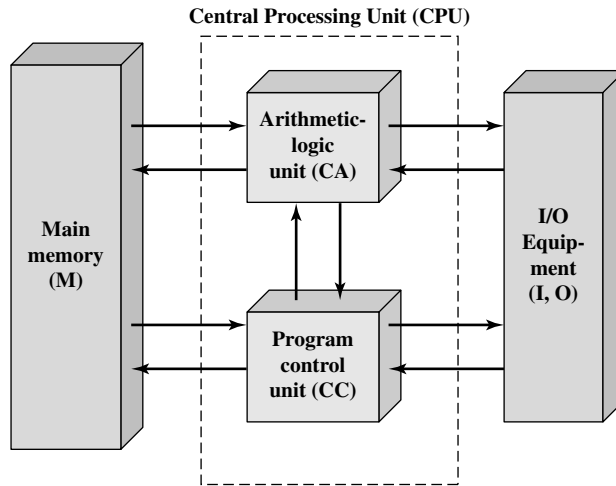 Central Processing Unit (CPU)
Arithmetic-
logic
unit (CA)
Main
memory
(M)
I/O
Equip-
ment
(I, O)
Program
control
unit (CC)